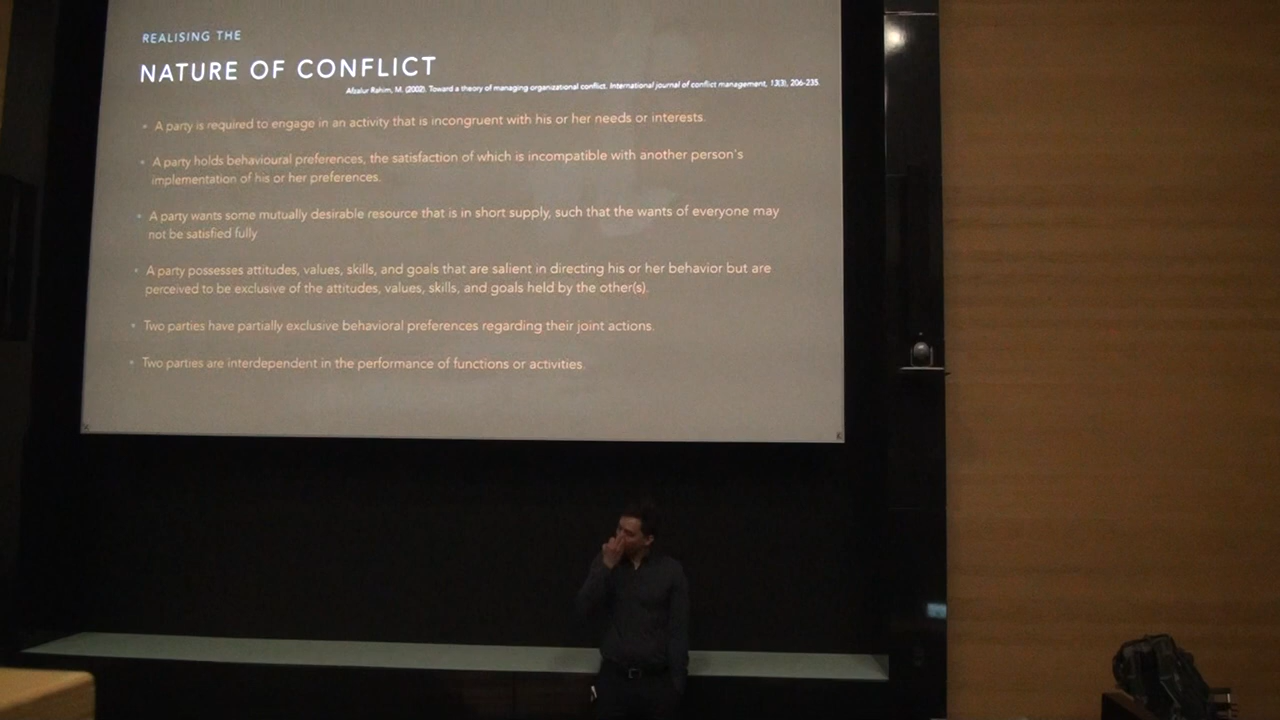 REALISING THE
NATURE OF CONFLICT
Afzalur Rahim, M. (2002). Toward a theory of managing organizational conflict. International journal of conflict management, 13(3), 206-235.
• A party is required to engage in an activity that is incongruent with his or her needs or interests.
• A party holds behavioural preferences, the satisfaction of which is incompatible with another person's
implementation of his or her preferences.
• A party wants some mutually desirable resource that is in short supply, such that the wants of everyone may
not be satisfied fully
• A party possesses attitudes, values, skills, and goals that are salient in directing his or her behavior but are
perceived to be exclusive of the attitudes, values, skills, and goals held by the other(s).
• Two parties have partially exclusive behavioral preferences regarding their joint actions.
• Two parties are interdependent in the performance of functions or activities.